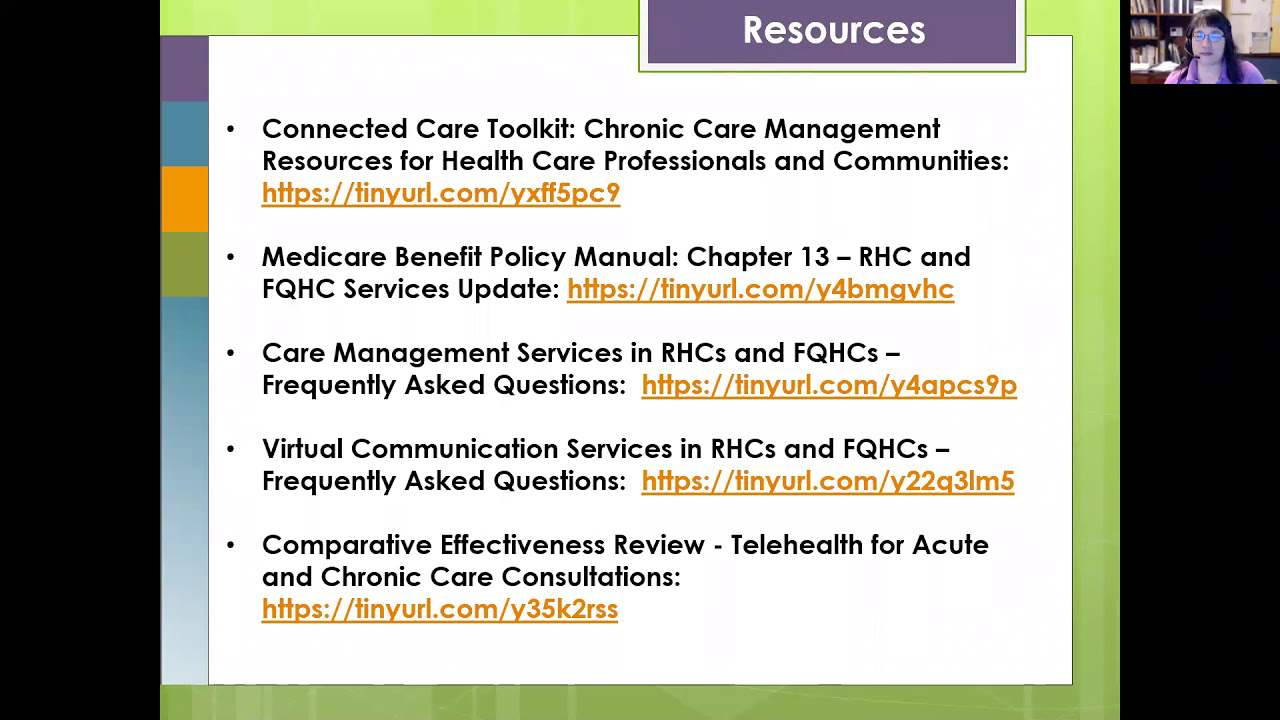 Resources
• Connected Care Toolkit: Chronic Care Management
Resources for Health Care Professionals and Communities:
https://tinyurl.com/yxff5pc9
• Medicare Benefit Policy Manual: Chapter 13 – RHC and
FQHC Services Update: https://tinyurl.com/y4bmgvhc
• Care Management Services in RHCs and FQHCs –
Frequently Asked Questions: https://tinyurl.com/y4apcs9p
• Virtual Communication Services in RHCs and FQHCs –
Frequently Asked Questions: https://tinyurl.com/y22q3lm5
• Comparative Effectiveness Review - Telehealth for Acute
and Chronic Care Consultations:
https://tinyurl.com/y35k2rss